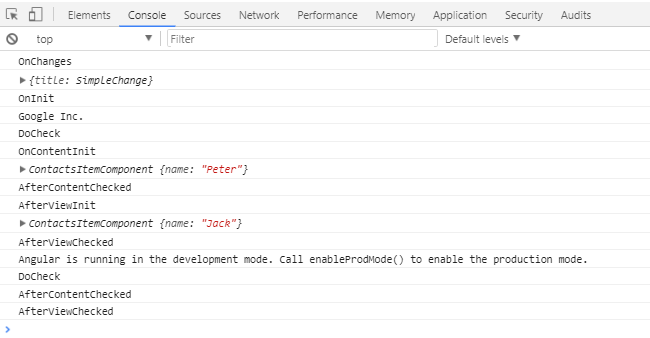 Elements Console Sources Network Performance Memory Application Security Audits
top ▼ Filter Default levels ▼
OnChanges
▶ {title: SimpleChange}
OnInit
Google Inc.
DoCheck
OnContentInit
▶ ContactsItemComponent {name: "Peter"}
AfterContentChecked
AfterViewInit
▶ ContactsItemComponent {name: "Jack"}
AfterViewChecked
Angular is running in the development mode. Call enableProdMode() to enable the production mode.
DoCheck
AfterContentChecked
AfterViewChecked